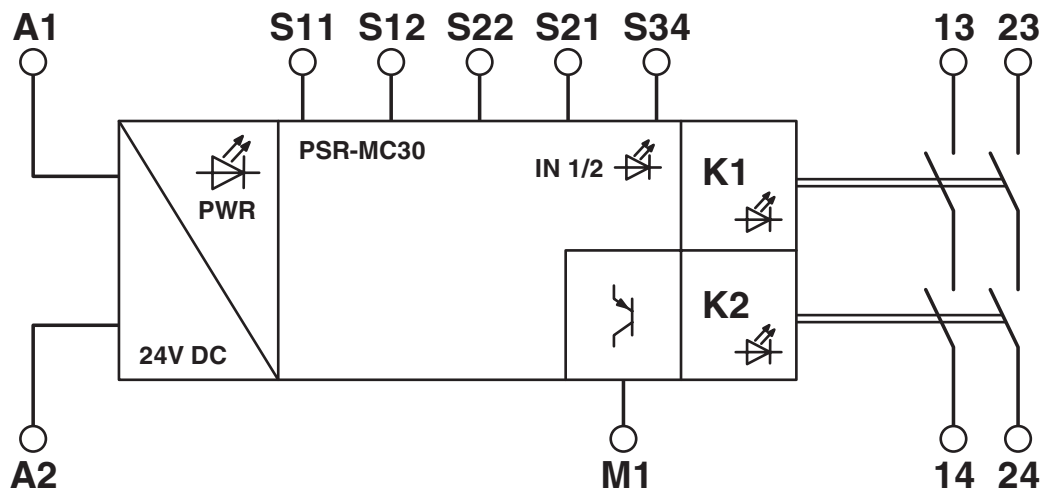 A1 S11 S12 S22 S21 S34 13 23
PSR-MC30
IN 1/2
K1
PWR
K2
24V DC
A2 M1 14 24